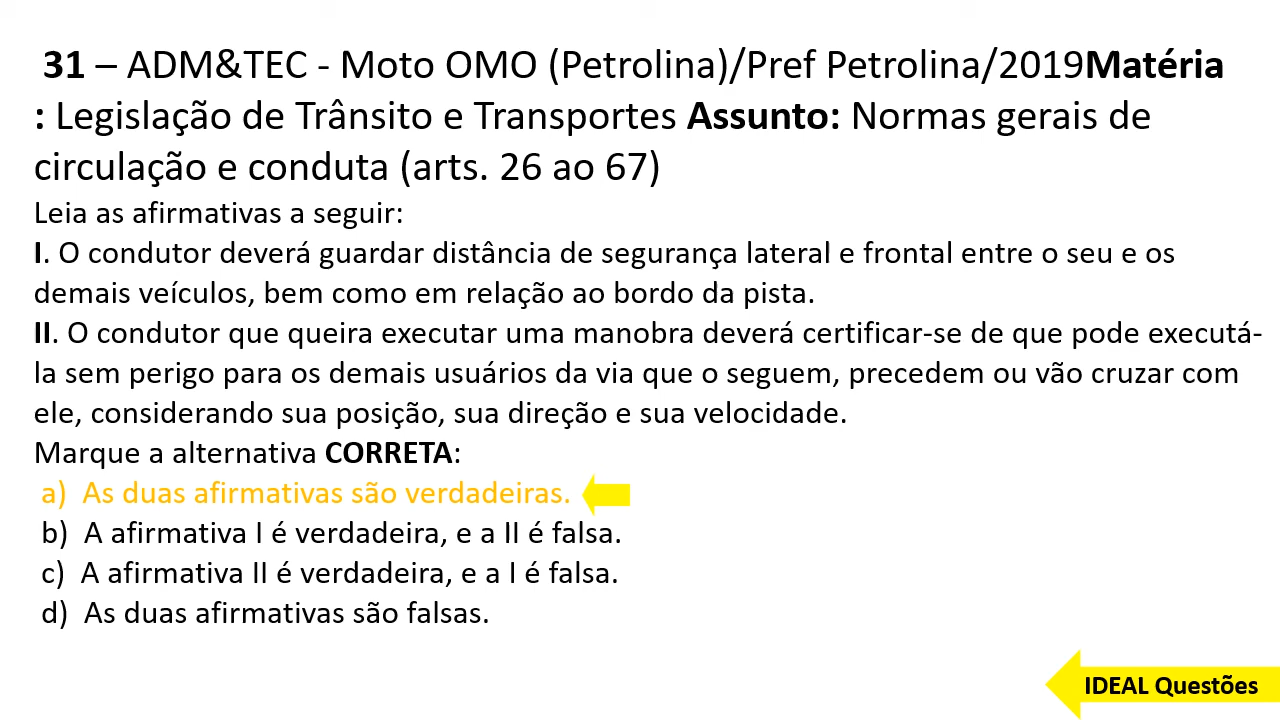 31 – ADM&TEC - Moto OMO (Petrolina)/Pref Petrolina/2019Matéria
: Legislação de Trânsito e Transportes Assunto: Normas gerais de
circulação e conduta (arts. 26 ao 67)
Leia as afirmativas a seguir:
I. O condutor deverá guardar distância de segurança lateral e frontal entre o seu e os
demais veículos, bem como em relação ao bordo da pista.
II. O condutor que queira executar uma manobra deverá certificar-se de que pode executá-
la sem perigo para os demais usuários da via que o seguem, precedem ou vão cruzar com
ele, considerando sua posição, sua direção e sua velocidade.
Marque a alternativa CORRETA:
a) As duas afirmativas são verdadeiras.
b) A afirmativa I é verdadeira, e a II é falsa.
c) A afirmativa II é verdadeira, e a I é falsa.
d) As duas afirmativas são falsas.
IDEAL Questões